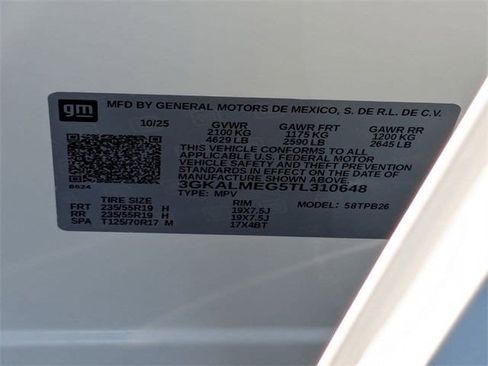 gm
MFD BY GENERAL MOTORS DE MEXICO, S. DE R.L. DE C.V.
10/25 GVWR GAWR FRT GAWR RR
2100 KG 1175 KG 1200 KG
4629 LB 2590 LB 2645 LB
THIS VEHICLE CONFORMS TO ALL
APPLICABLE FEDERAL MOTOR
VEHICLE SAFETY AND THEFT PREVENTION
STANDARDS IN EFFECT ON THE DATE OF
MANUFACTURE SHOWN ABOVE.
8624 3GKALMEG5TL310648
TYPE: MPV MODEL: 58TPB26
TIRE SIZE RIM
FRT 235/55R19 H 19X7.5J
RR 235/55R19 H 19X7.5J
SPA T125/70R17 M 17X4BT